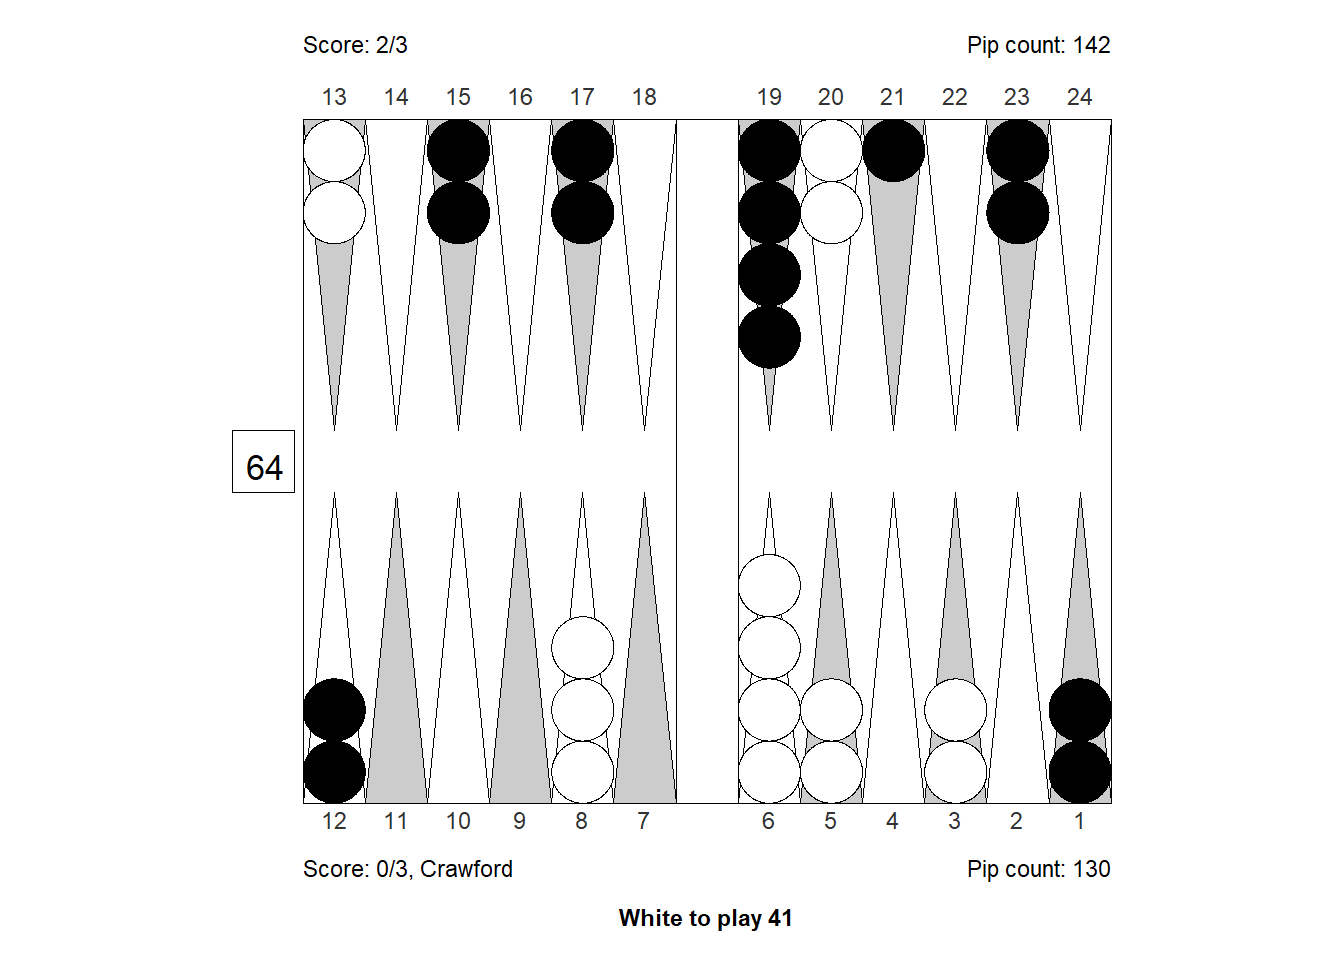 Score: 2/3 Pip count: 142
13 14 15 16 17 18 19 20 21 22 23 24
64
12 11 10 9 8 7 6 5 4 3 2 1
Score: 0/3, Crawford Pip count: 130
White to play 41